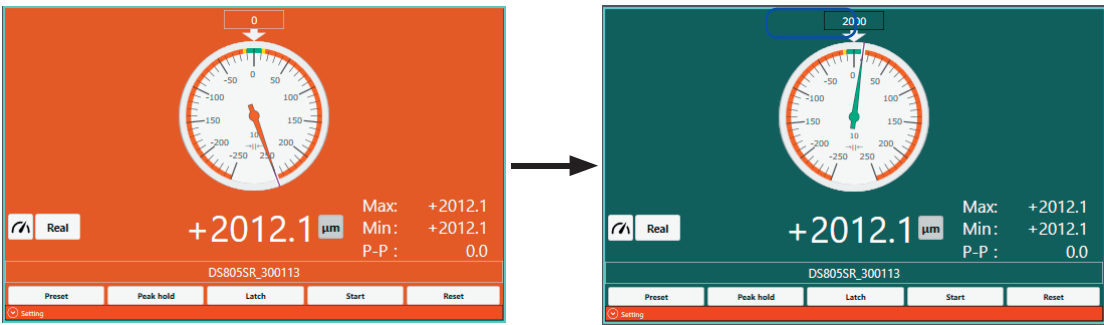 0
0
-50 50
-100 100
-150 150
10
→||←
-200 200
-250 250
Real
+2012.1 μm
Max: +2012.1
Min: +2012.1
P-P: 0.0
DS805SR_300113
Preset Peak hold Latch Start Reset
Setting
2000
0
-50 50
-100 100
-150 150
10
→||←
-200 200
-250 250
Real
+2012.1 μm
Max: +2012.1
Min: +2012.1
P-P: 0.0
DS805SR_300113
Preset Peak hold Latch Start Reset
Setting